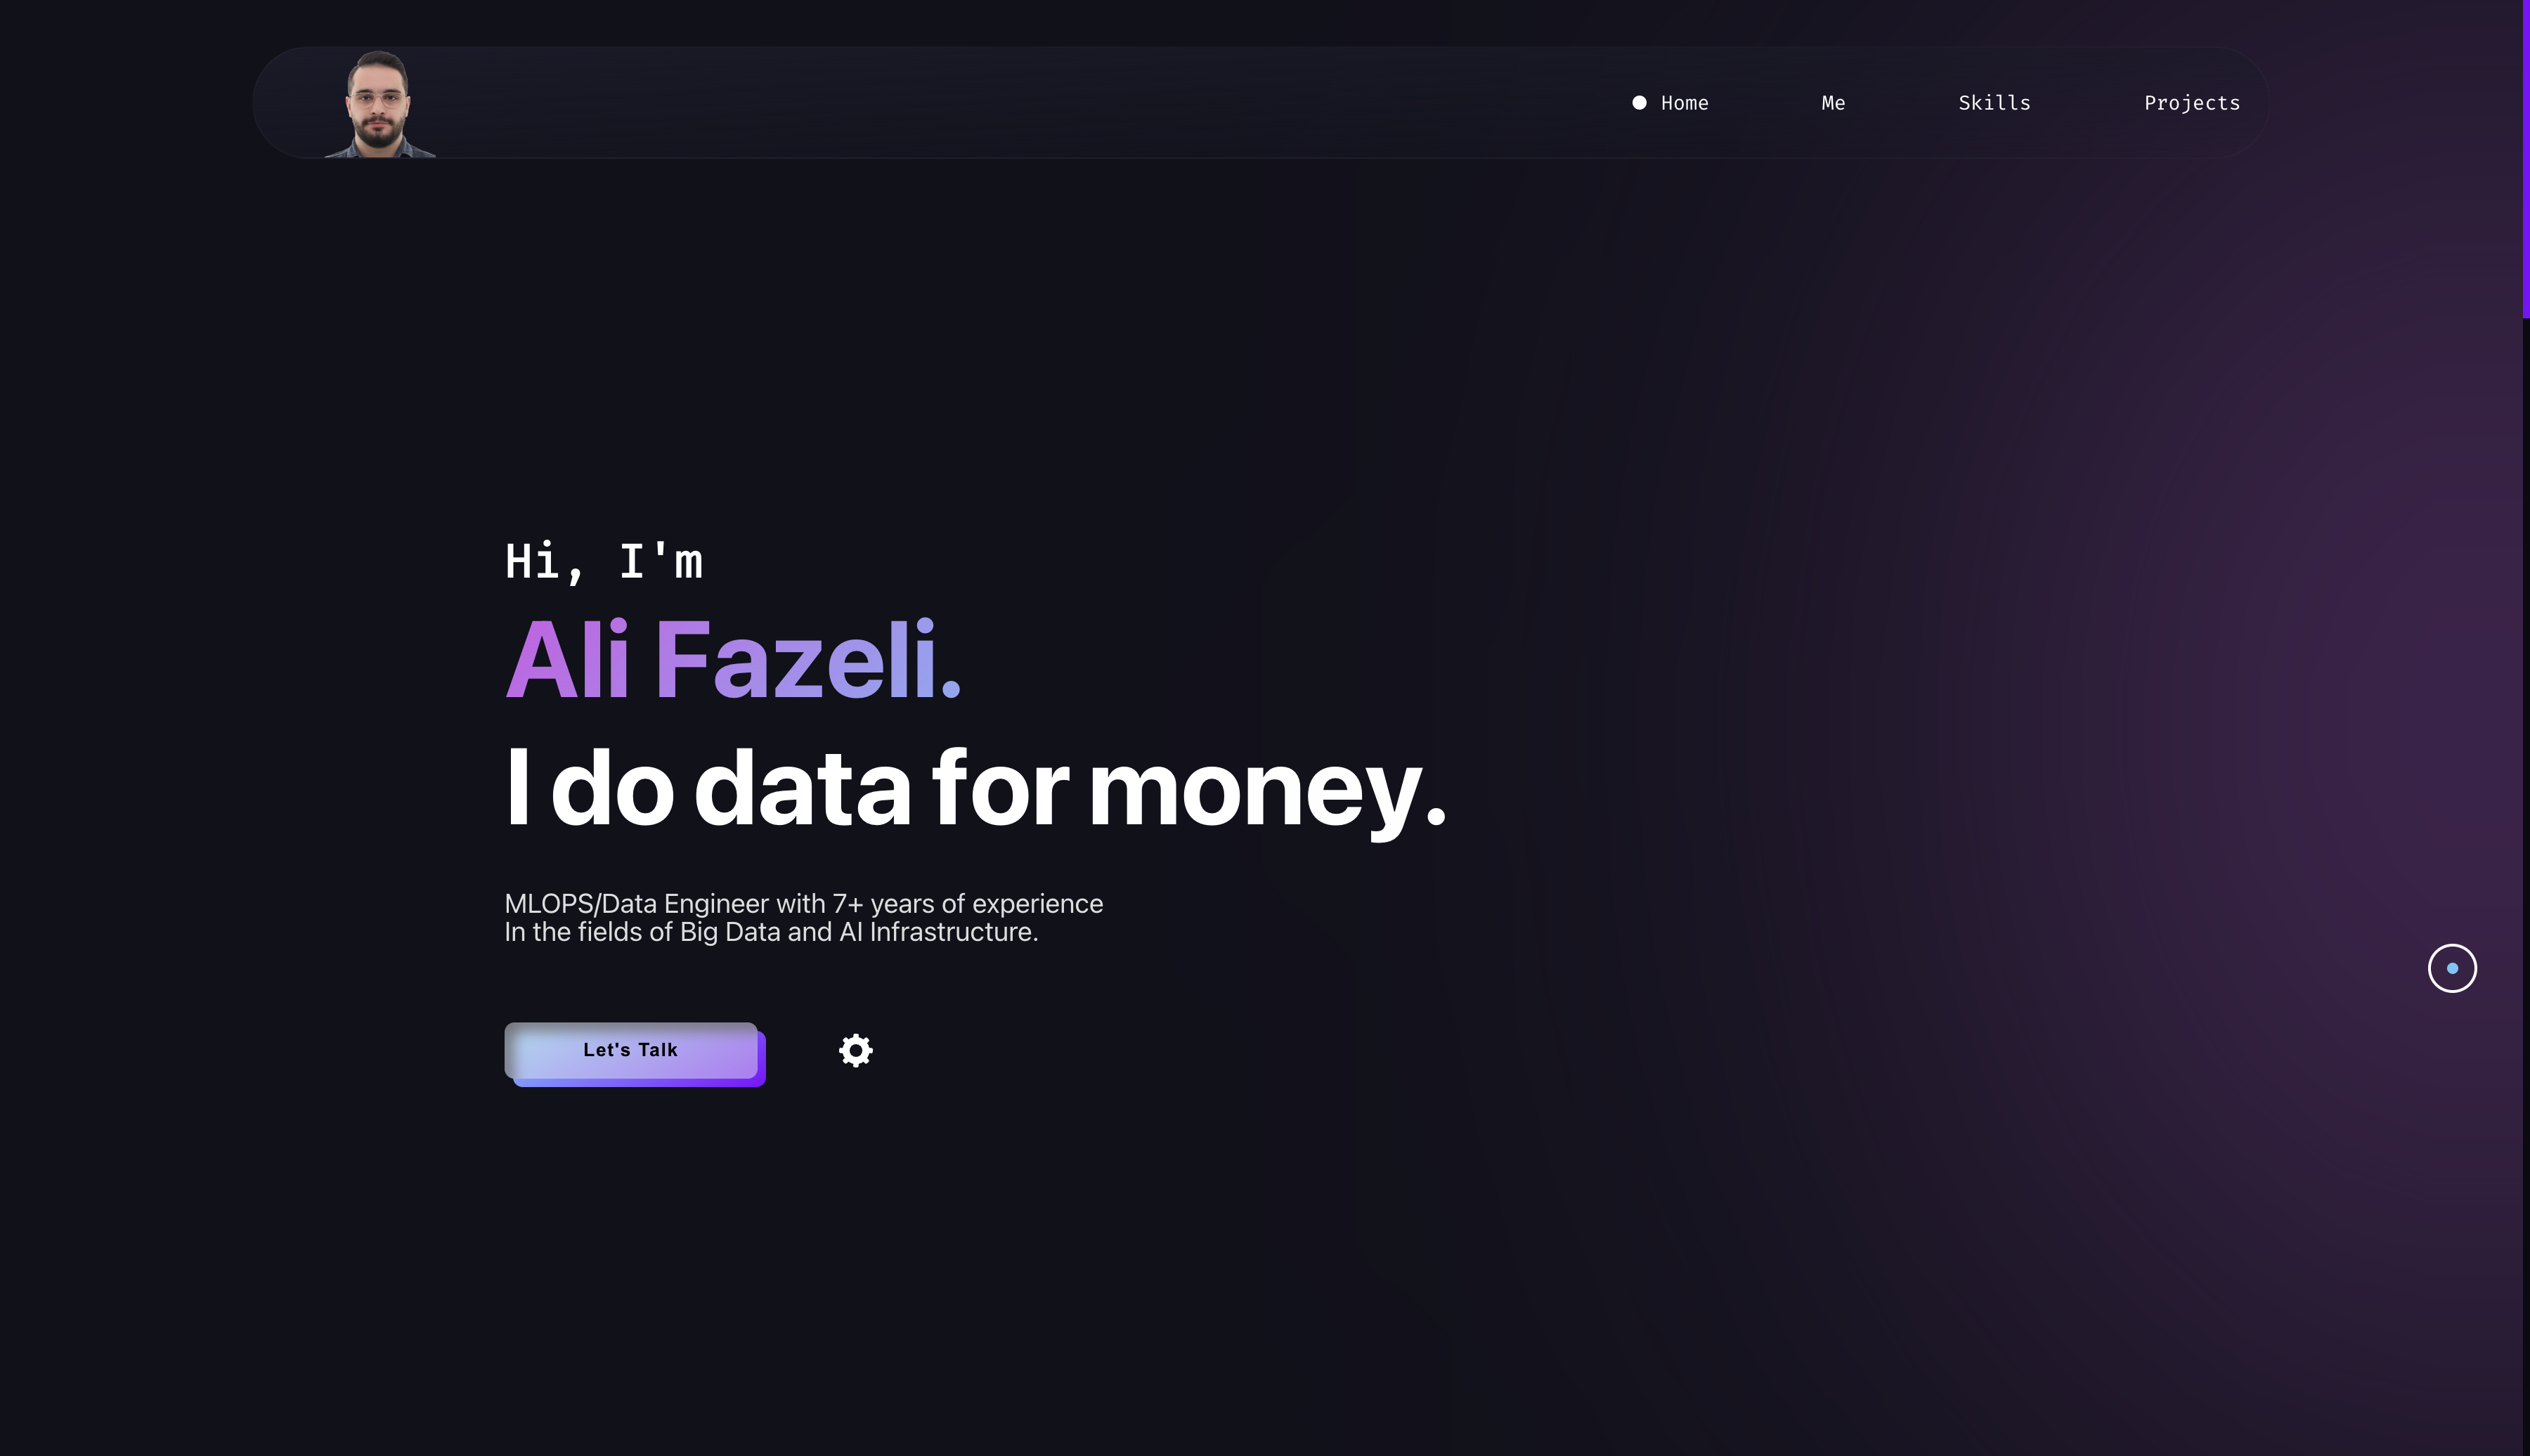 Home
Me
Skills
Projects
Hi, I'm
Ali Fazeli.
I do data for money.
MLOPS/Data Engineer with 7+ years of experience
In the fields of Big Data and AI Infrastructure.
Let's Talk